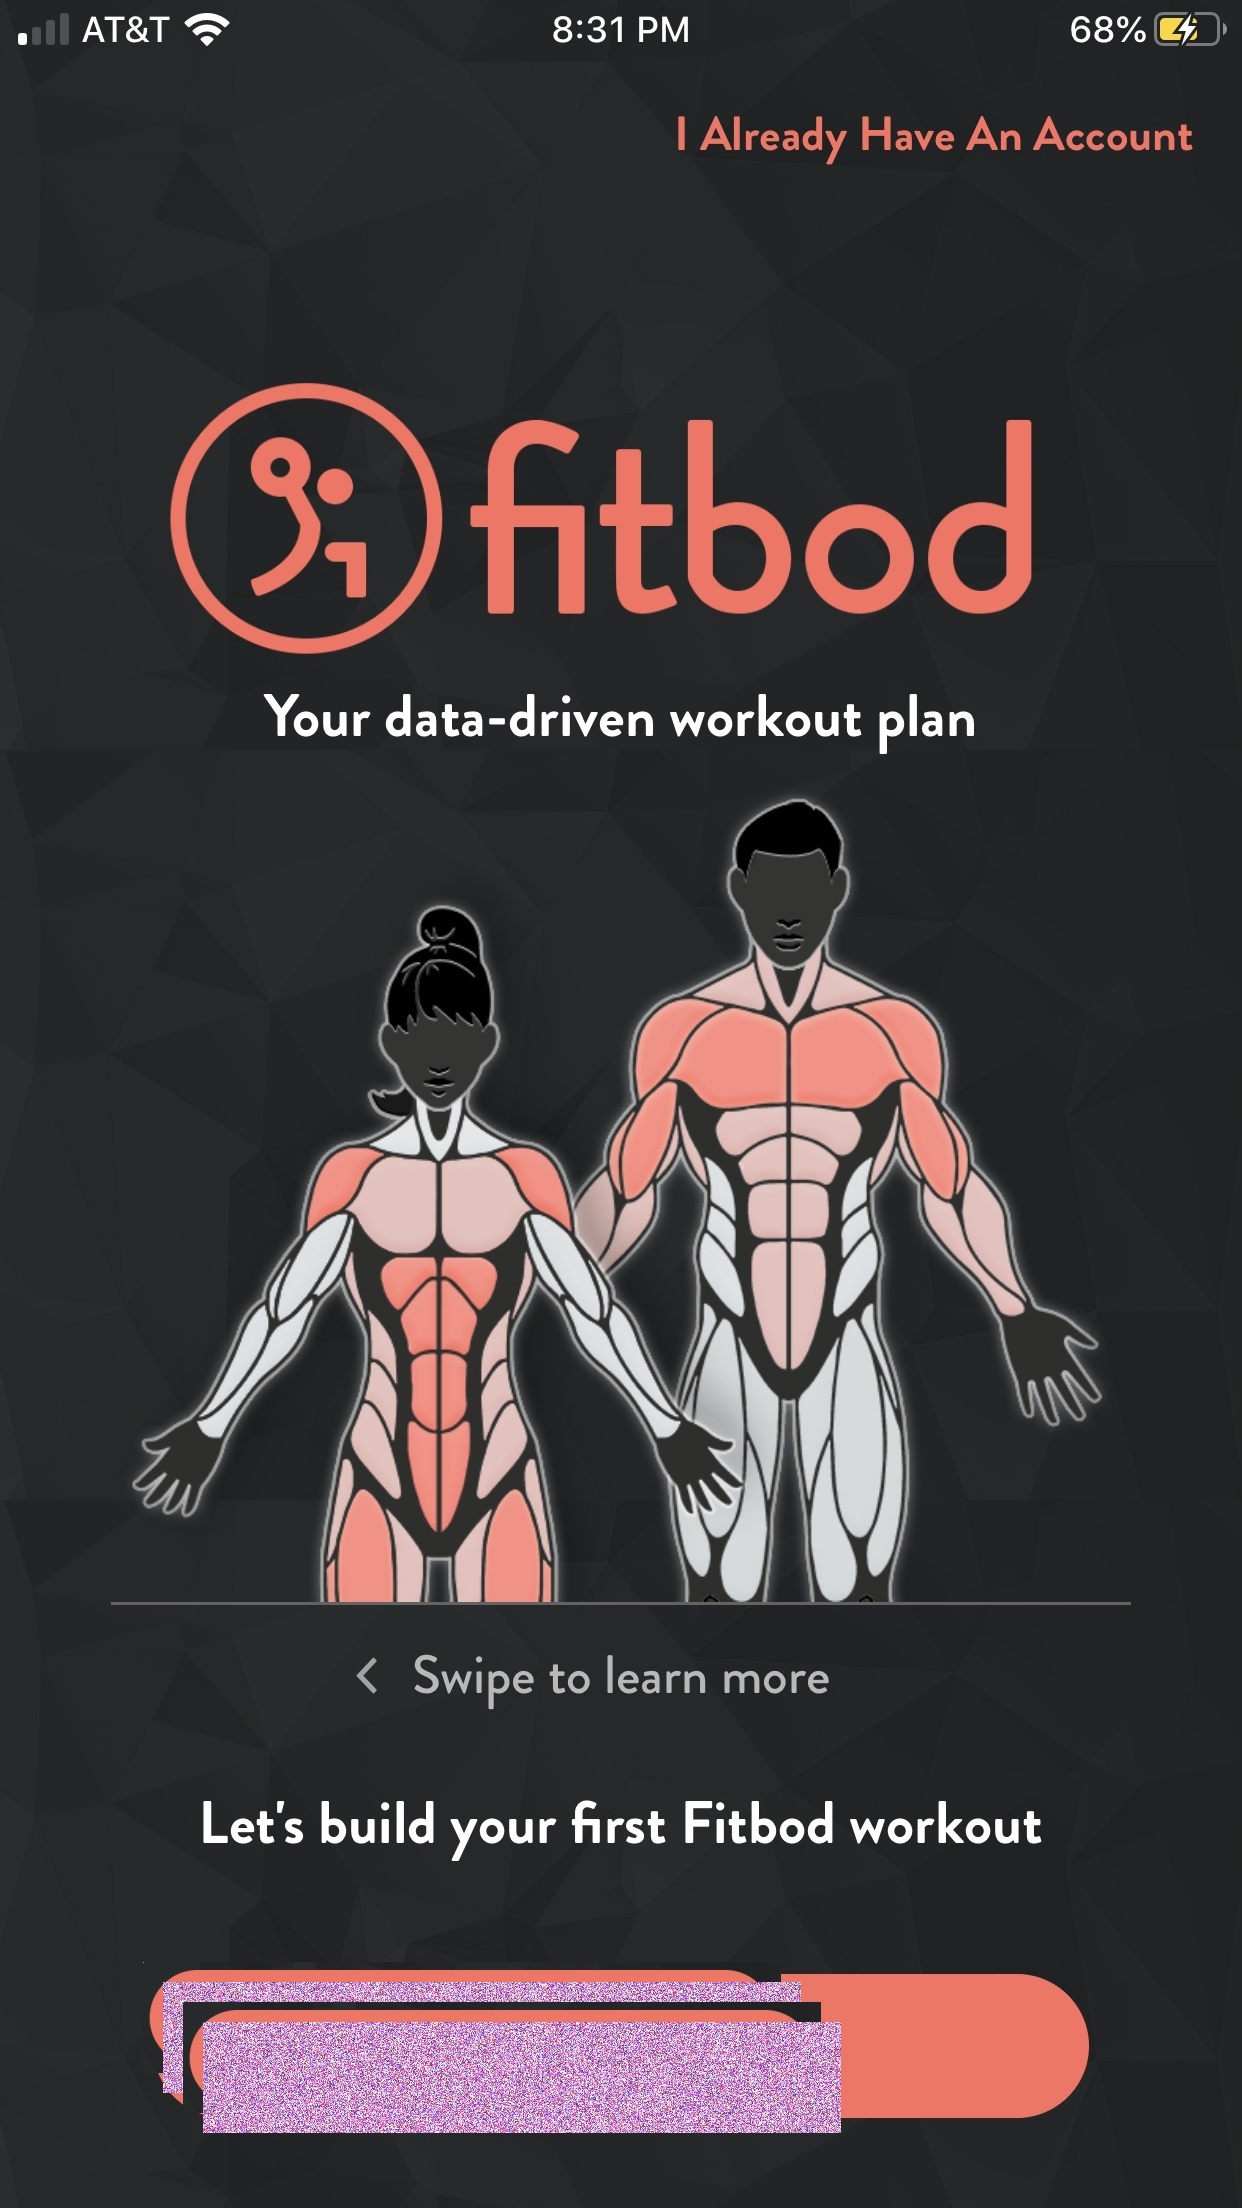 AT&T
8:31 PM
68%
I Already Have An Account
fitbod
Your data-driven workout plan
Swipe to learn more
Let's build your first Fitbod workout